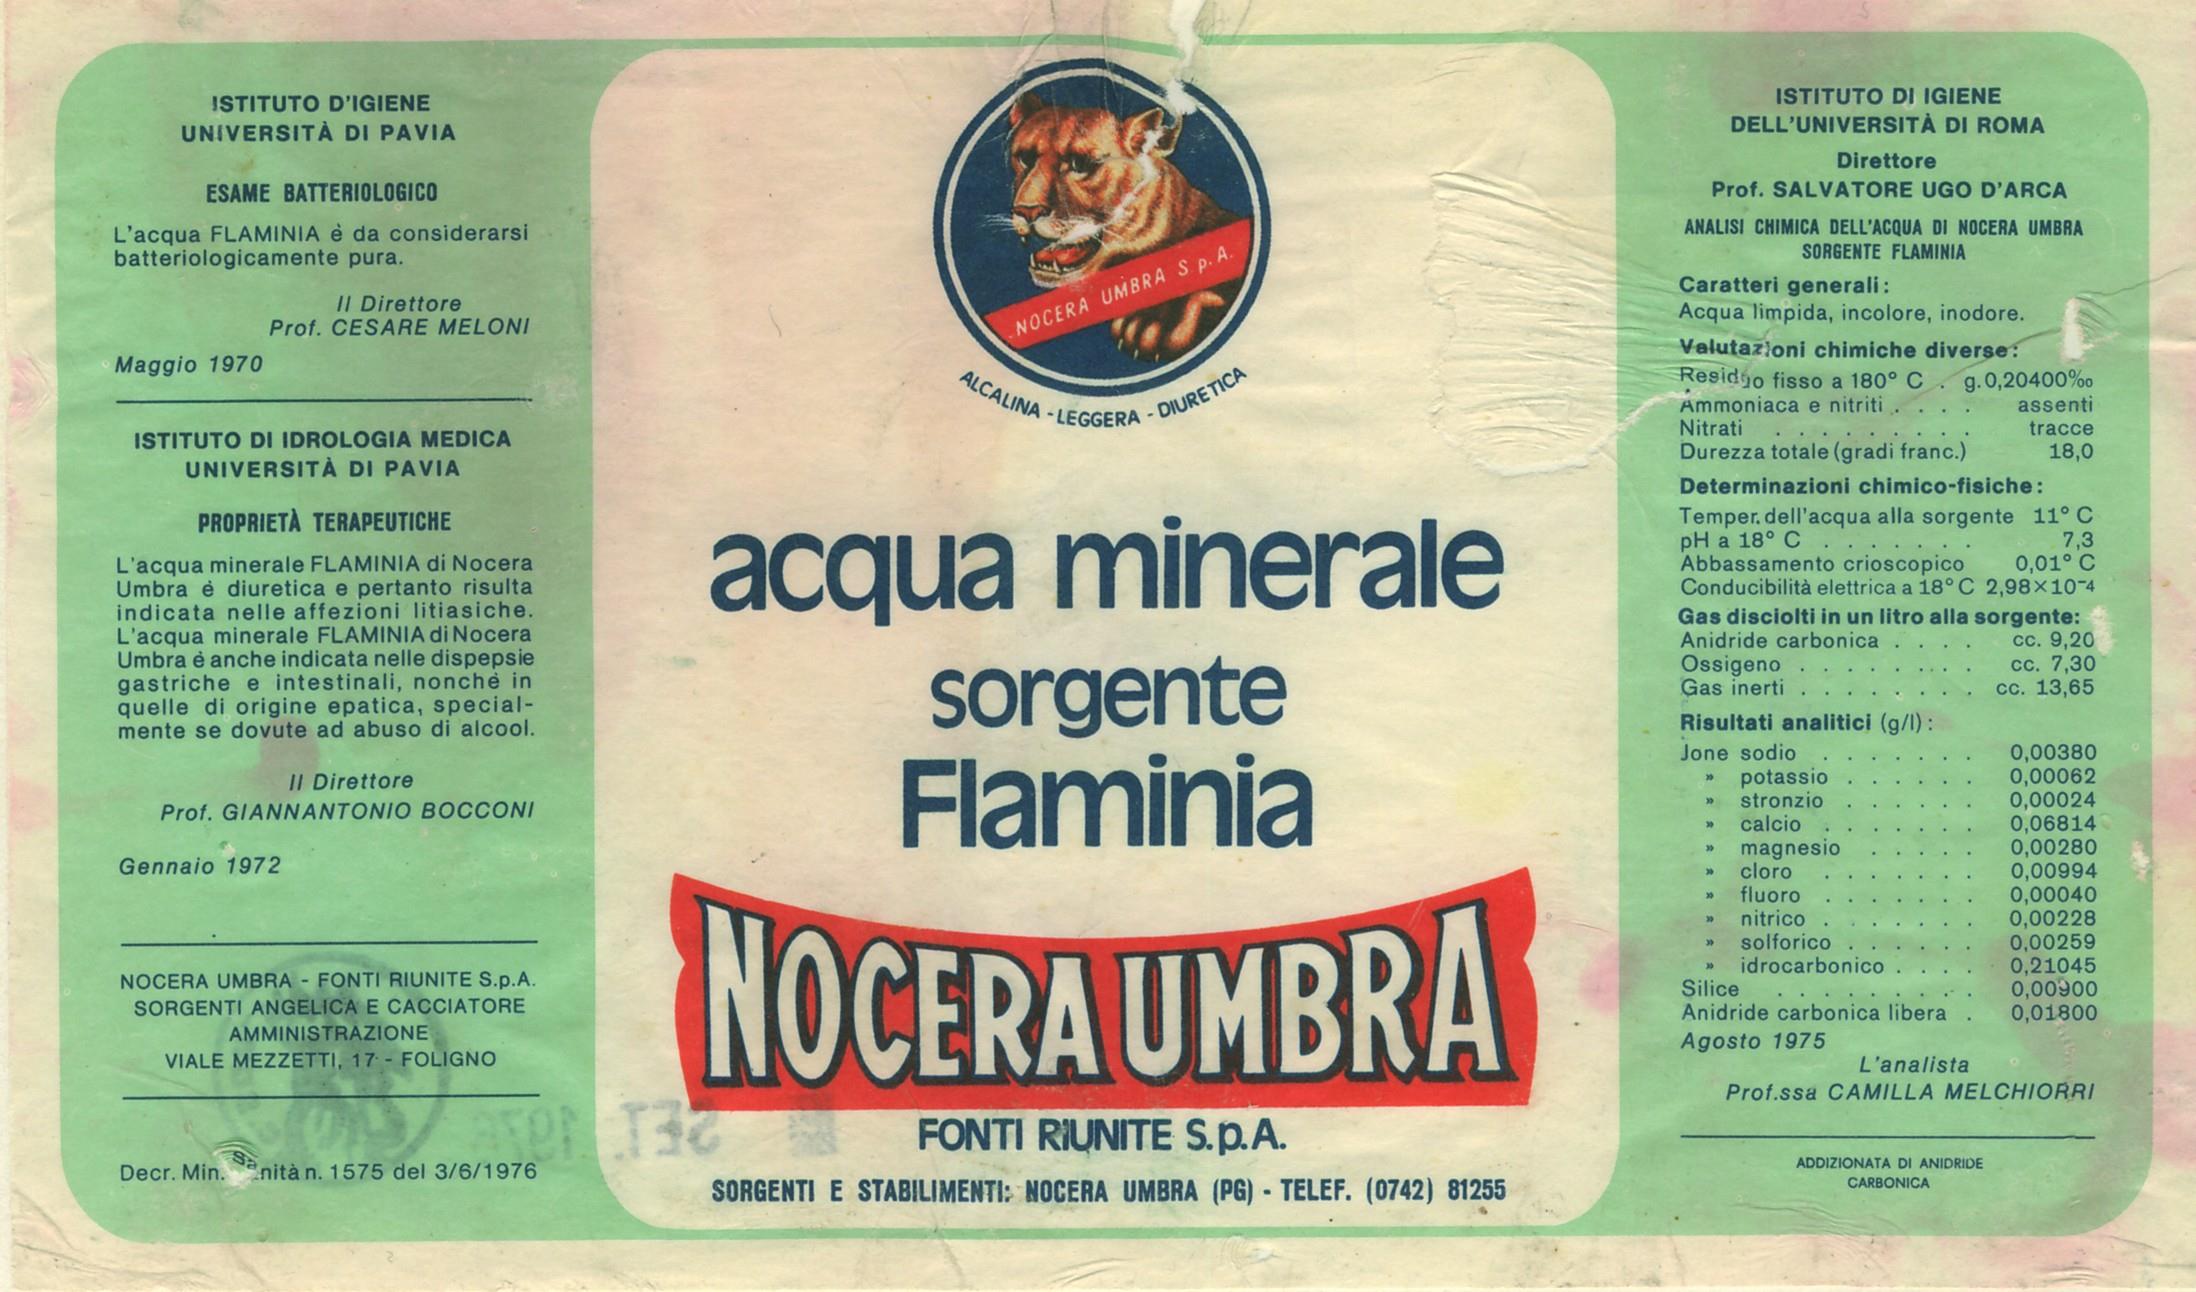 ISTITUTO D'IGIENE
UNIVERSITÀ DI PAVIA
ESAME BATTERIOLOGICO
L'acqua FLAMINIA è da considerarsi
batteriologicamente pura.
Il Direttore
Prof. CESARE MELONI
Maggio 1970
ISTITUTO DI IDROLOGIA MEDICA
UNIVERSITÀ DI PAVIA
PROPRIETÀ TERAPEUTICHE
L'acqua minerale FLAMINIA di Nocera
Umbra è diuretica e pertanto risulta
indicata nelle affezioni litiasiche.
L'acqua minerale FLAMINIA di Nocera
Umbra è anche indicata nelle dispepsie
gastriche e intestinali, nonchè in
quelle di origine epatica, special-
mente se dovute ad abuso di alcool.
Il Direttore
Prof. GIANNANTONIO BOCCONI
Gennaio 1972
NOCERA UMBRA - FONTI RIUNITE S.p.A.
SORGENTI ANGELICA E CACCIATORE
AMMINISTRAZIONE
VIALE MEZZETTI, 17 - FOLIGNO
Decr. Min. Sanità n. 1575 del 3/6/1976
NOCERA UMBRA S.p.A.
ALCALINA - LEGGERA - DIURETICA
acqua minerale
sorgente
Flaminia
NOCERA UMBRA
FONTI RIUNITE S.p.A.
SORGENTI E STABILIMENTI: NOCERA UMBRA (PG) - TELEF. (0742) 81255
SET. 1976
ISTITUTO DI IGIENE
DELL'UNIVERSITÀ DI ROMA
Direttore
Prof. SALVATORE UGO D'ARCA
ANALISI CHIMICA DELL'ACQUA DI NOCERA UMBRA
SORGENTE FLAMINIA
Caratteri generali:
Acqua limpida, incolore, inodore.
Valutazioni chimiche diverse:
Residuo fisso a 180° C . g.0,20400‰
Ammoniaca e nitriti . . . . assenti
Nitrati . . . . . . . . . tracce
Durezza totale (gradi franc.) 18,0
Determinazioni chimico-fisiche:
Temper. dell'acqua alla sorgente 11° C
pH a 18° C . . . . . . . 7,3
Abbassamento crioscopico 0,01° C
Conducibilità elettrica a 18° C 2,98×10⁻⁴
Gas disciolti in un litro alla sorgente:
Anidride carbonica . . . . cc. 9,20
Ossigeno . . . . . . . . cc. 7,30
Gas inerti . . . . . . . . cc. 13,65
Risultati analitici (g/l):
Jone sodio . . . . . . . 0,00380
» potassio . . . . . . 0,00062
» stronzio . . . . . . 0,00024
» calcio . . . . . . . 0,06814
» magnesio . . . . . 0,00280
» cloro . . . . . . . 0,00994
» fluoro . . . . . . . 0,00040
» nitrico . . . . . . . 0,00228
» solforico . . . . . . 0,00259
» idrocarbonico . . . . 0,21045
Silice . . . . . . . . . 0,00900
Anidride carbonica libera . 0,01800
Agosto 1975
L'analista
Prof.ssa CAMILLA MELCHIORRI
ADDIZIONATA DI ANIDRIDE
CARBONICA